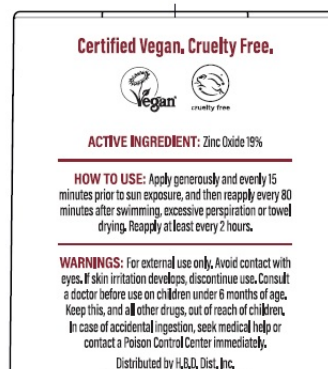 Certified Vegan. Cruelty Free.
Vegan
cruelty free
ACTIVE INGREDIENT: Zinc Oxide 19%
HOW TO USE: Apply generously and evenly 15
minutes prior to sun exposure, and then reapply every 80
minutes after swimming, excessive perspiration or towel
drying. Reapply at least every 2 hours.
WARNINGS: For external use only. Avoid contact with
eyes. If skin irritation develops, discontinue use. Consult
a doctor before use on children under 6 months of age.
Keep this, and all other drugs, out of reach of children.
In case of accidental ingestion, seek medical help or
contact a Poison Control Center immediately.
Distributed by H.B.D. Dist. Inc.